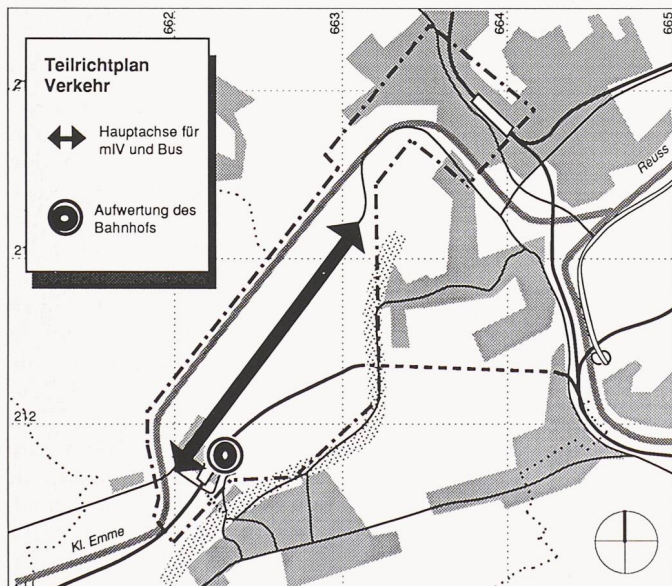 662
663
664
665
Teilrichtplan
Verkehr
Hauptachse für
mIV und Bus
Aufwertung des
Bahnhofs
Reuss
212
Kl. Emme